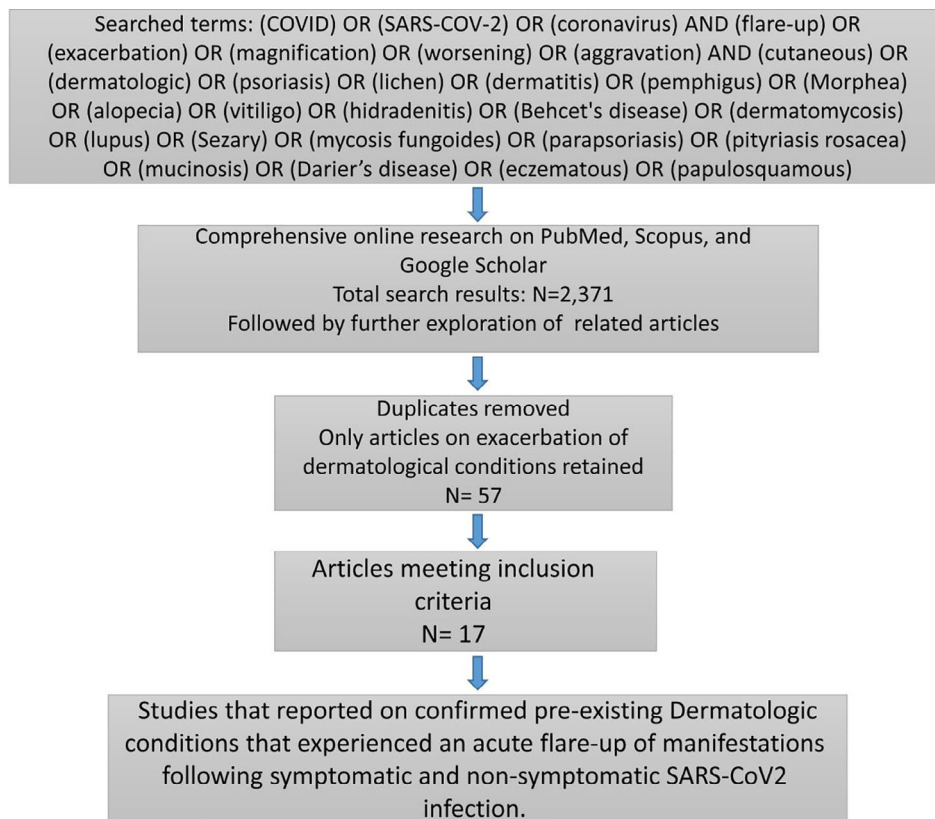 Searched terms: (COVID) OR (SARS-COV-2) OR (coronavirus) AND (flare-up) OR
(exacerbation) OR (magnification) OR (worsening) OR (aggravation) AND (cutaneous) OR
(dermatologic) OR (psoriasis) OR (lichen) OR (dermatitis) OR (pemphigus) OR (Morphea)
OR (alopecia) OR (vitiligo) OR (hidradenitis) OR (Behcet's disease) OR (dermatomycosis)
OR (lupus) OR (Sezary) OR (mycosis fungoides) OR (parapsoriasis) OR (pityriasis rosacea)
OR (mucinosis) OR (Darier’s disease) OR (eczematous) OR (papulosquamous)
Comprehensive online research on PubMed, Scopus, and
Google Scholar
Total search results: N=2,371
Followed by further exploration of related articles
Duplicates removed
Only articles on exacerbation of
dermatological conditions retained
N= 57
Articles meeting inclusion
criteria
N= 17
Studies that reported on confirmed pre-existing Dermatologic
conditions that experienced an acute flare-up of manifestations
following symptomatic and non-symptomatic SARS-CoV2
infection.